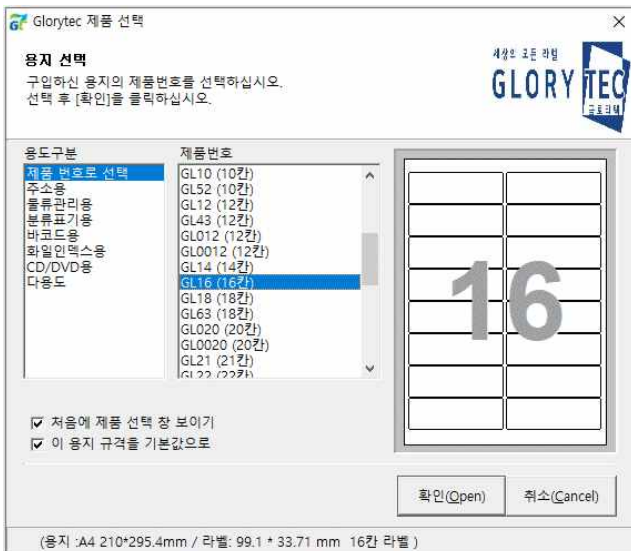 Glorytec 제품 선택
용지 선택
구입하신 용지의 제품번호를 선택하십시오.
선택 후 [확인]을 클릭하십시오.
세상의 모든 라벨
GLORY TEC
글로리텍
용도구분
제품 번호로 선택
주소용
물류관리용
분류표기용
바코드용
화일인덱스용
CD/DVD용
다용도
제품번호
GL10 (10칸)
GL52 (10칸)
GL12 (12칸)
GL43 (12칸)
GL012 (12칸)
GL0012 (12칸)
GL14 (14칸)
GL16 (16칸)
GL18 (18칸)
GL63 (18칸)
GL020 (20칸)
GL0020 (20칸)
GL21 (21칸)
GL22 (22칸)
16
처음에 제품 선택 창 보이기
이 용지 규격을 기본값으로
확인(Open)
취소(Cancel)
(용지 :A4 210*295.4mm / 라벨: 99.1 * 33.71 mm 16칸 라벨 )